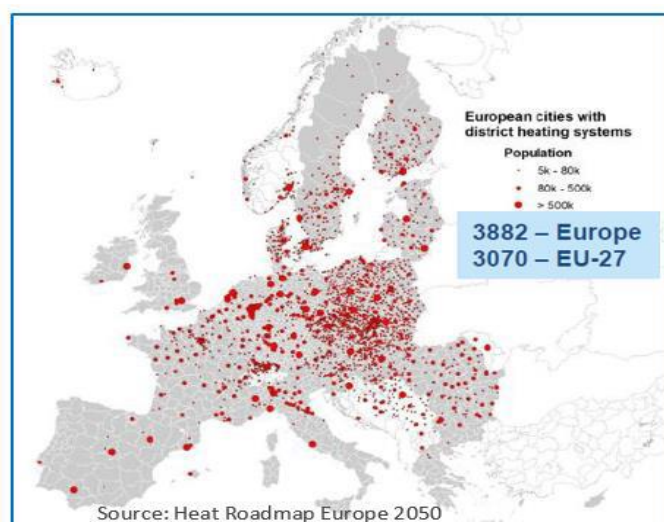 European cities with
district heating systems
Population
5k - 80k
80k - 500k
> 500k
3882 – Europe
3070 – EU-27
Source: Heat Roadmap Europe 2050